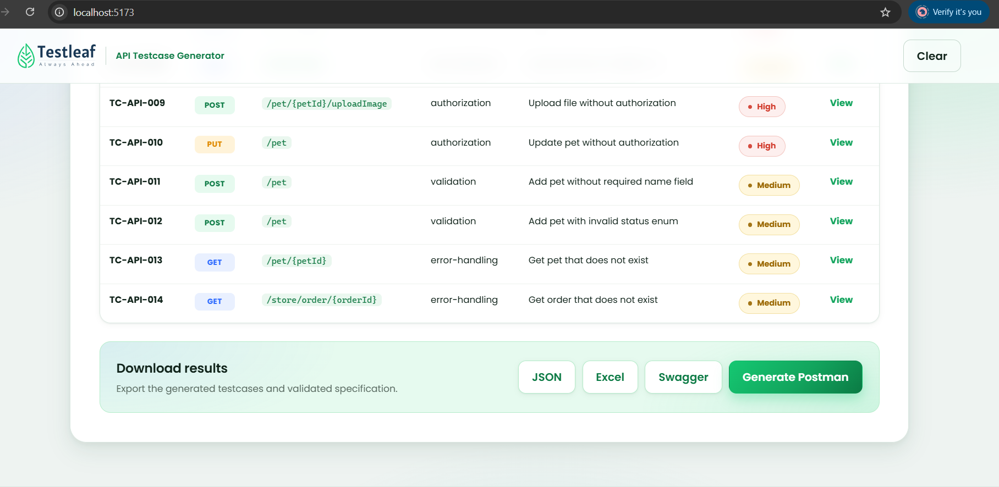 localhost:5173
Verify it's you
Testleaf
Always Ahead
API Testcase Generator
Clear
TC-API-009 POST /pet/{petId}/uploadImage authorization Upload file without authorization High View
TC-API-010 PUT /pet authorization Update pet without authorization High View
TC-API-011 POST /pet validation Add pet without required name field Medium View
TC-API-012 POST /pet validation Add pet with invalid status enum Medium View
TC-API-013 GET /pet/{petId} error-handling Get pet that does not exist Medium View
TC-API-014 GET /store/order/{orderId} error-handling Get order that does not exist Medium View
Download results
Export the generated testcases and validated specification.
JSON Excel Swagger Generate Postman